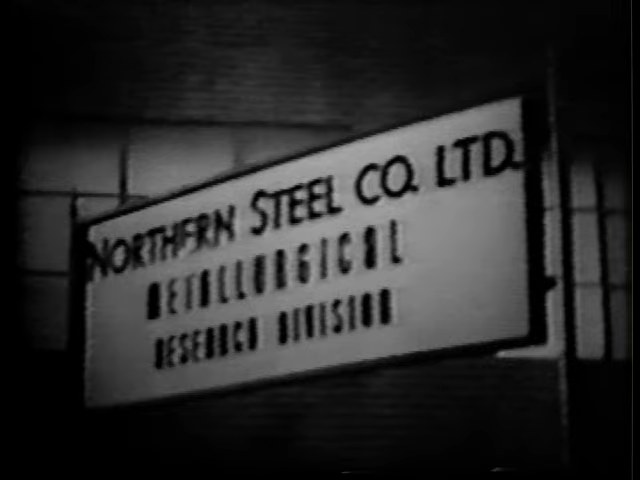 NORTHERN STEEL CO. LTD.
METALLURGICAL
RESEARCH DIVISION